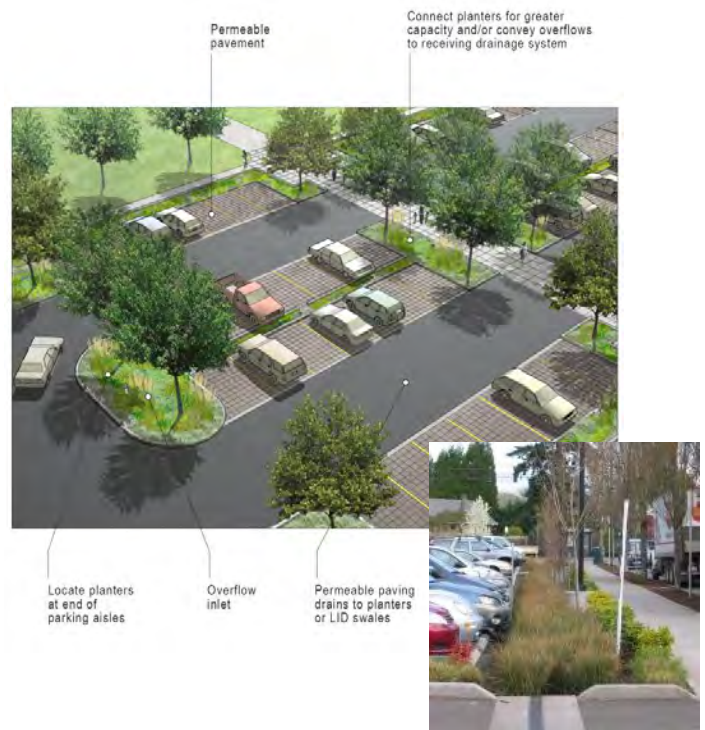 Permeable
pavement
Connect planters for greater
capacity and/or convey overflows
to receiving drainage system
Locate planters
at end of
parking aisles
Overflow
inlet
Permeable paving
drains to planters
or LID swales